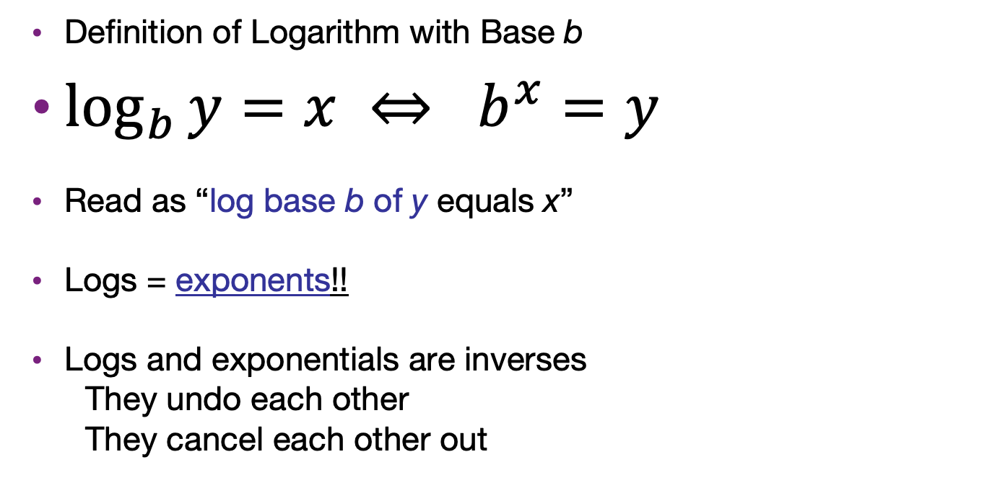 • Definition of Logarithm with Base b
• log_b y = x ⇔ b^x = y
• Read as “log base b of y equals x”
• Logs = exponents!!
• Logs and exponentials are inverses
They undo each other
They cancel each other out